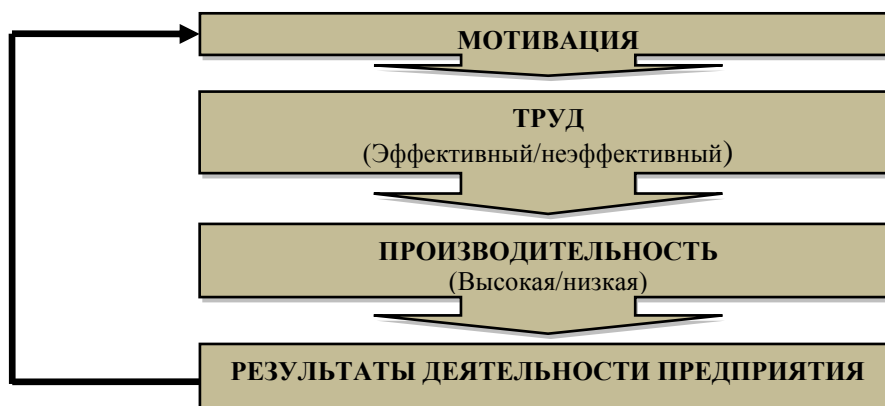 МОТИВАЦИЯ
ТРУД
(Эффективный/неэффективный)
ПРОИЗВОДИТЕЛЬНОСТЬ
(Высокая/низкая)
РЕЗУЛЬТАТЫ ДЕЯТЕЛЬНОСТИ ПРЕДПРИЯТИЯ